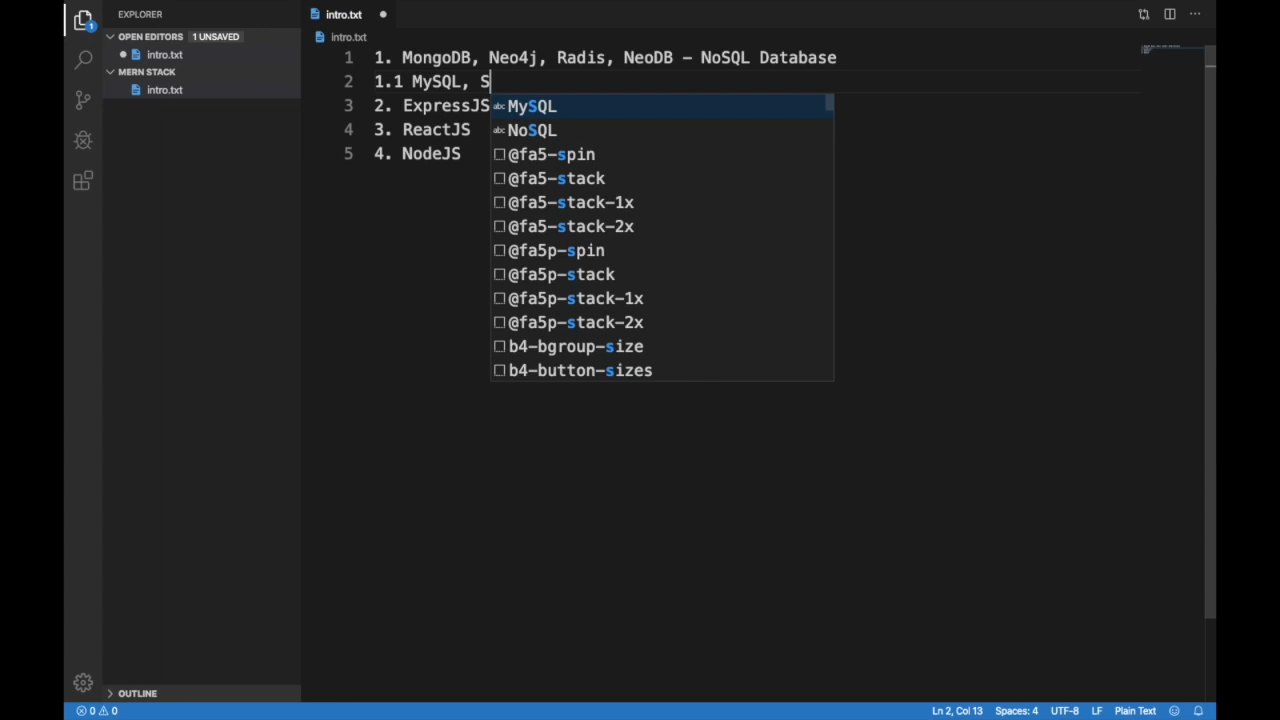 EXPLORER
OPEN EDITORS 1 UNSAVED
intro.txt
MERN STACK
intro.txt
OUTLINE
1
intro.txt
intro.txt
1 1. MongoDB, Neo4j, Radis, NeoDB - NoSQL Database
2 1.1 MySQL, S
3 2. ExpressJS
4 3. ReactJS
5 4. NodeJS
abc MySQL
abc NoSQL
@fa5-spin
@fa5-stack
@fa5-stack-1x
@fa5-stack-2x
@fa5p-spin
@fa5p-stack
@fa5p-stack-1x
@fa5p-stack-2x
b4-bgroup-size
b4-button-sizes
0 0 Ln 2, Col 13 Spaces: 4 UTF-8 LF Plain Text